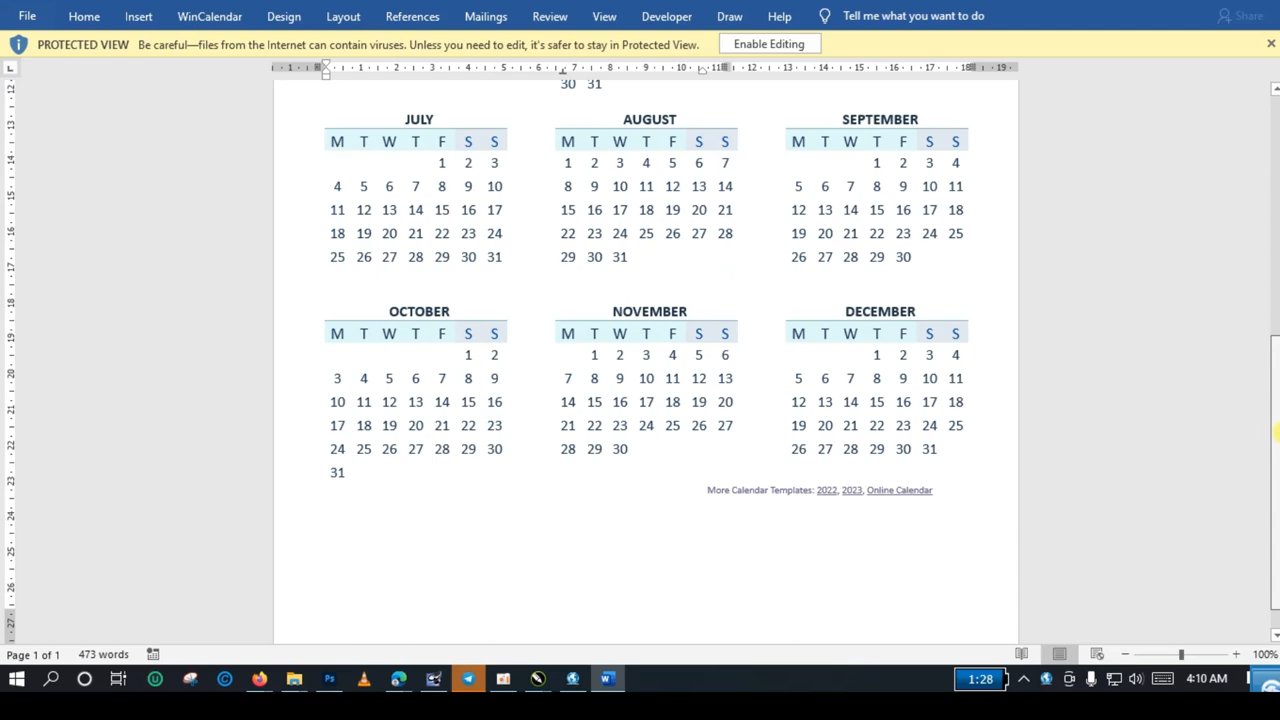 File Home Insert WinCalendar Design Layout References Mailings Review View Developer Draw Help Tell me what you want to do Share
PROTECTED VIEW Be careful—files from the Internet can contain viruses. Unless you need to edit, it's safer to stay in Protected View. Enable Editing
30 31
JULY AUGUST SEPTEMBER
M T W T F S S M T W T F S S M T W T F S S
1 2 3 1 2 3 4 5 6 7 1 2 3 4
4 5 6 7 8 9 10 8 9 10 11 12 13 14 5 6 7 8 9 10 11
11 12 13 14 15 16 17 15 16 17 18 19 20 21 12 13 14 15 16 17 18
18 19 20 21 22 23 24 22 23 24 25 26 27 28 19 20 21 22 23 24 25
25 26 27 28 29 30 31 29 30 31 26 27 28 29 30
OCTOBER NOVEMBER DECEMBER
M T W T F S S M T W T F S S M T W T F S S
1 2 1 2 3 4 5 6 1 2 3 4
3 4 5 6 7 8 9 7 8 9 10 11 12 13 5 6 7 8 9 10 11
10 11 12 13 14 15 16 14 15 16 17 18 19 20 12 13 14 15 16 17 18
17 18 19 20 21 22 23 21 22 23 24 25 26 27 19 20 21 22 23 24 25
24 25 26 27 28 29 30 28 29 30 26 27 28 29 30 31
31
More Calendar Templates: 2022, 2023, Online Calendar
Page 1 of 1 473 words 100%
1:28 4:10 AM